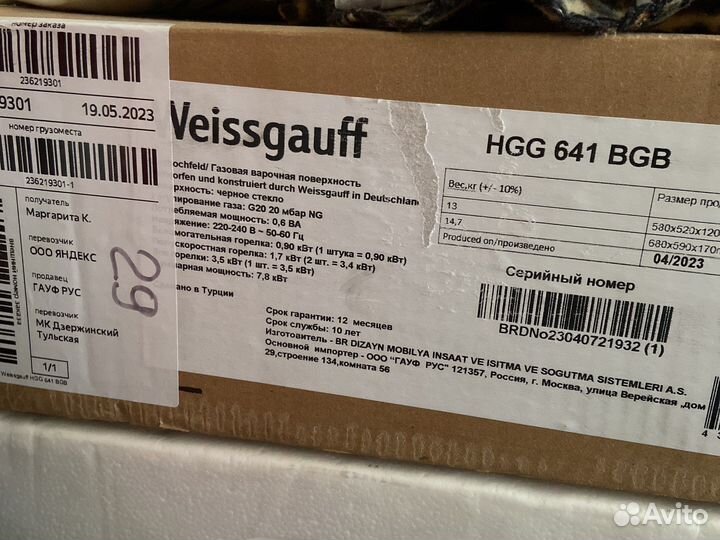 номер заказа
236219301
9301 19.05.2023
номер грузоместа
236219301-1
получатель
Маргарита К.
перевозчик
ООО ЯНДЕКС
продавец
ГАУФ РУС
перевозчик
МК Дзержинский
Тульская
1/1
Weissgauff HGG 641 BGB
29
Weissgauff
ochfeld/ Газовая варочная поверхность
orfen und konstruiert durch Weissgauff in Deutschland
рхность: черное стекло
газа: G20 20 мбар NG
ребляемая мощность: 0,6 ВА
яжение: 220-240 В ~ 50-60 Гц
могательная горелка: 0,90 кВт (1 штука = 0,90 кВт)
скоростная горелка: 1,7 кВт (2 шт. = 3,4 кВт)
орелки: 3,5 кВт (1 шт. = 3,5 кВт)
арная мощность: 7,8 кВт
ано в Турции
HGG 641 BGB
Вес,кг (+/- 10%) Размер про
13 580x520x120
14,7 680x590x170
Produced on/произведено 04/2023
Серийный номер
BRDNo23040721932 (1)
Срок гарантии: 12 месяцев
Срок службы: 10 лет
Изготовитель - BR DIZAYN MOBILYA INSAAT VE ISITMA VE SOGUTMA SISTEMLERI A.S.
Основной импортер - ООО "ГАУФ РУС" 121357, Россия, г. Москва, улица Верейская ,дом
29,строение 134,комната 56
Avito